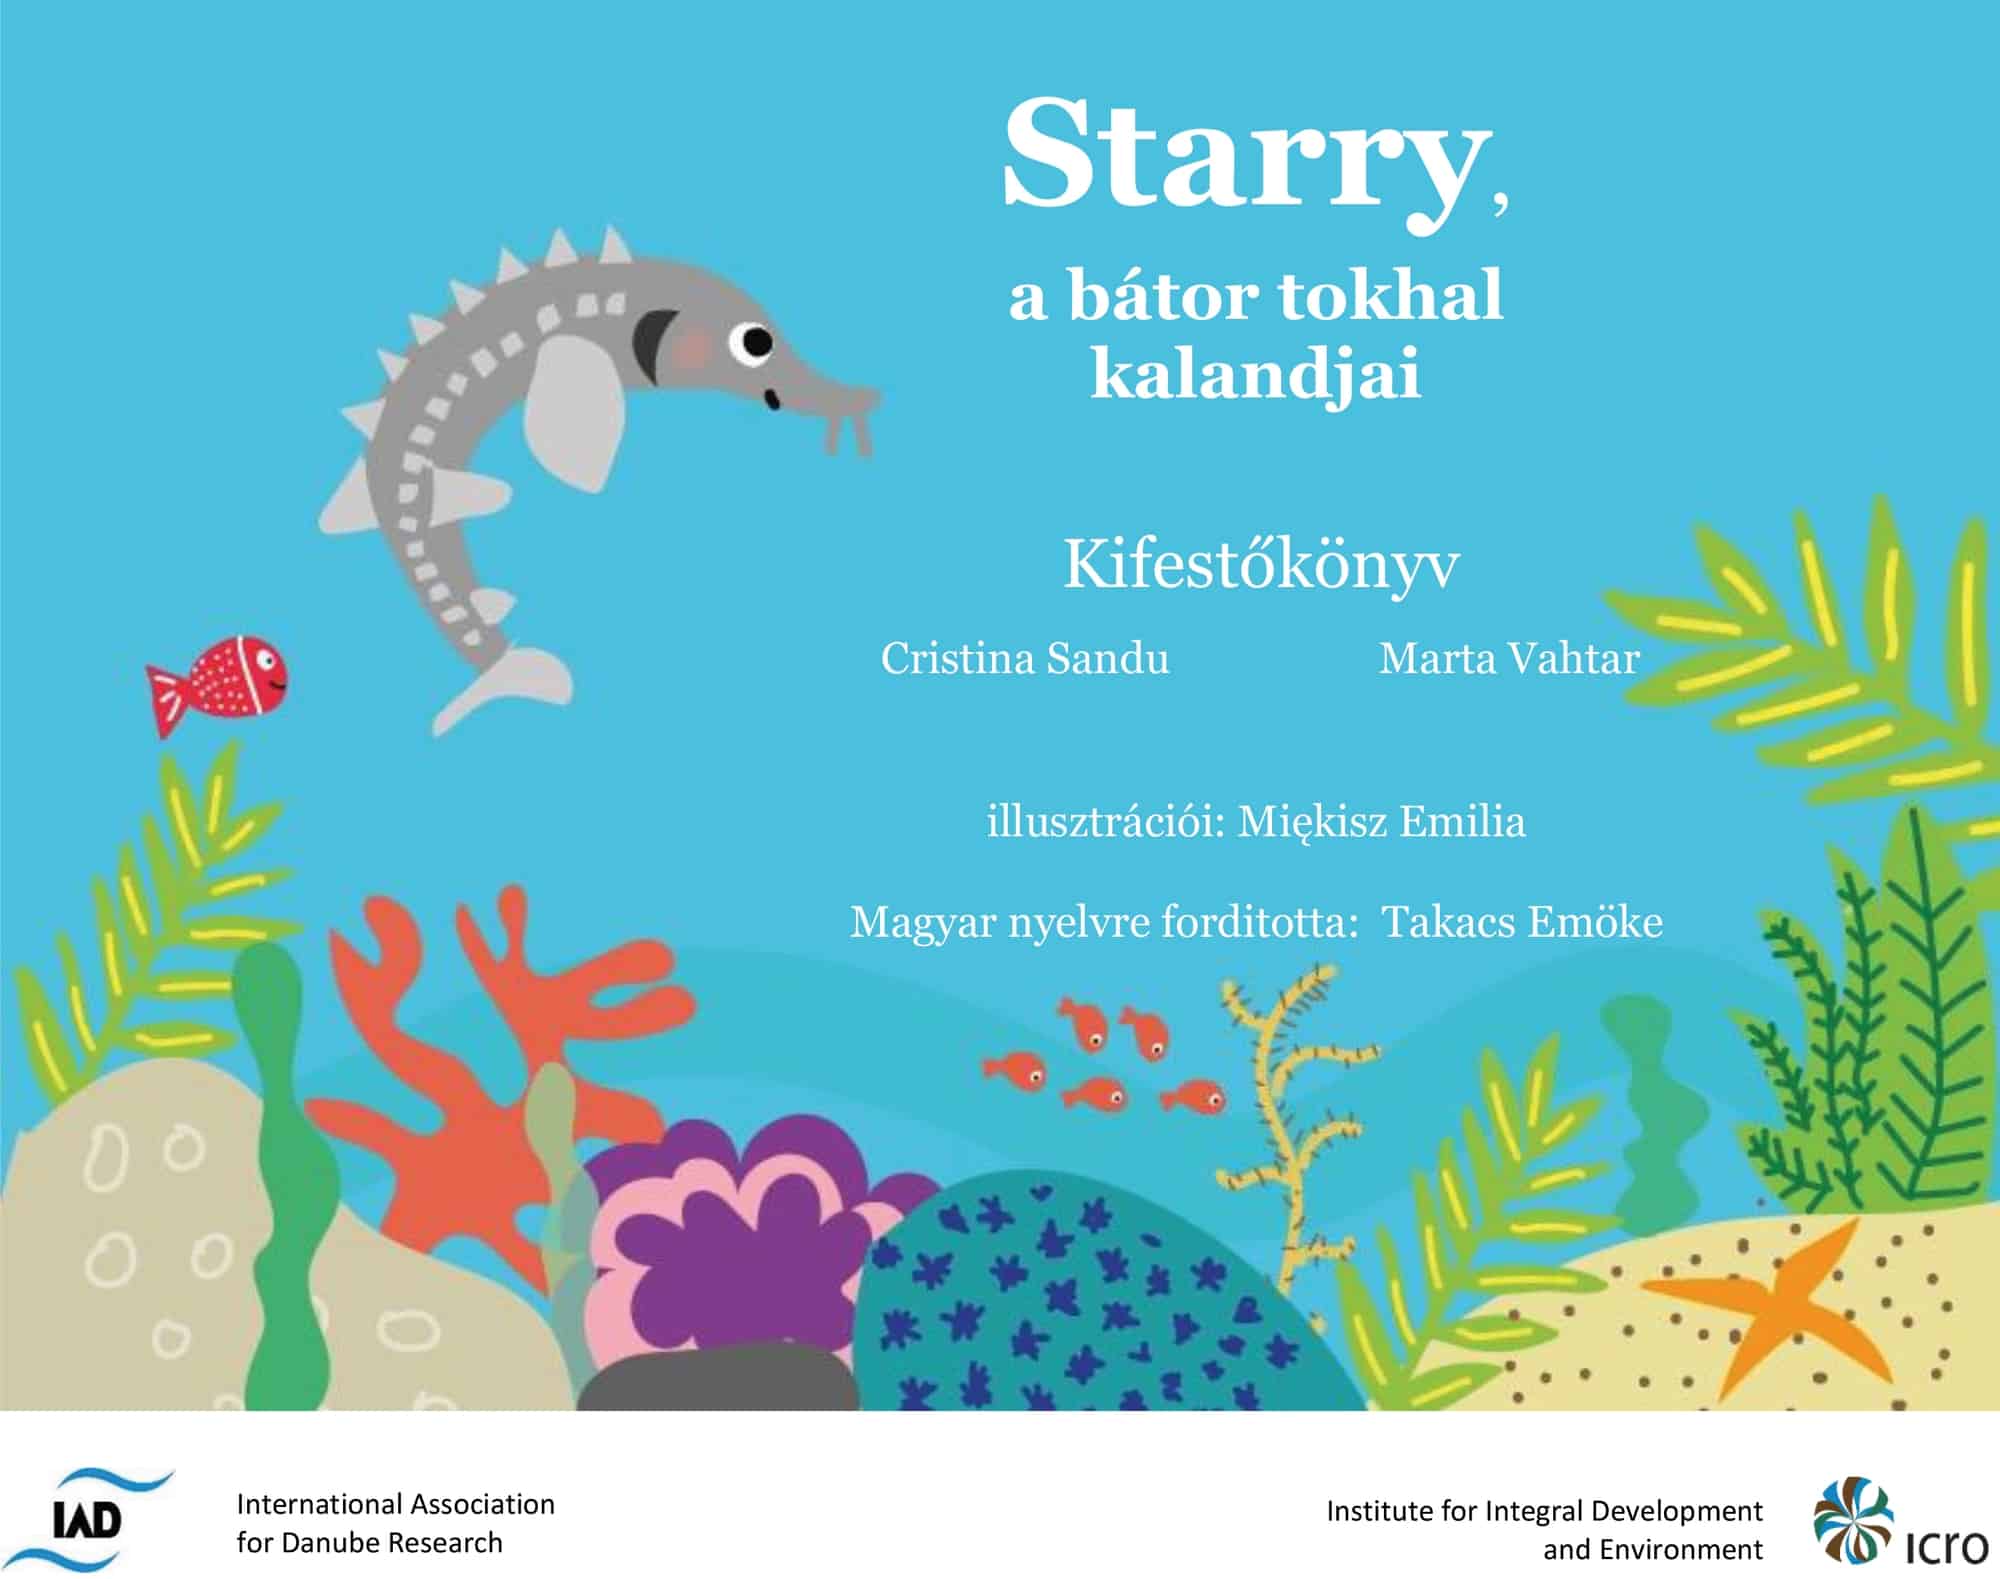 Starry,
a bátor tokhal
kalandjai
Kifestőkönyv
Cristina Sandu Marta Vahtar
illusztrációi: Miękisz Emilia
Magyar nyelvre forditotta: Takacs Emöke
IAD
International Association
for Danube Research
Institute for Integral Development
and Environment
ICRO